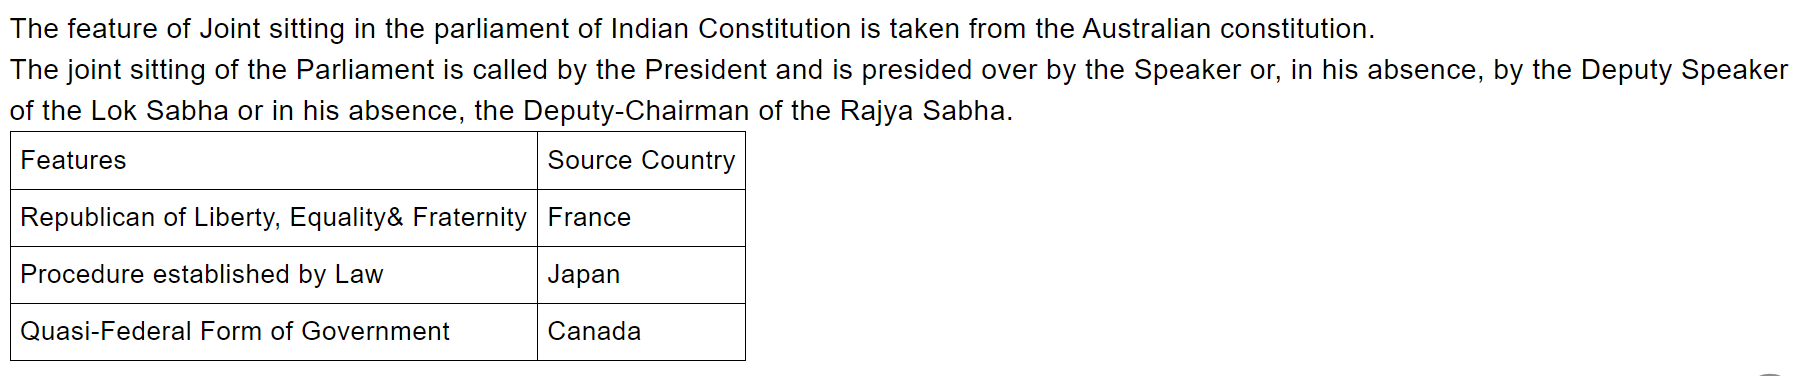 The feature of Joint sitting in the parliament of Indian Constitution is taken from the Australian constitution.
The joint sitting of the Parliament is called by the President and is presided over by the Speaker or, in his absence, by the Deputy Speaker
of the Lok Sabha or in his absence, the Deputy-Chairman of the Rajya Sabha.
Features Source Country
Republican of Liberty, Equality& Fraternity France
Procedure established by Law Japan
Quasi-Federal Form of Government Canada